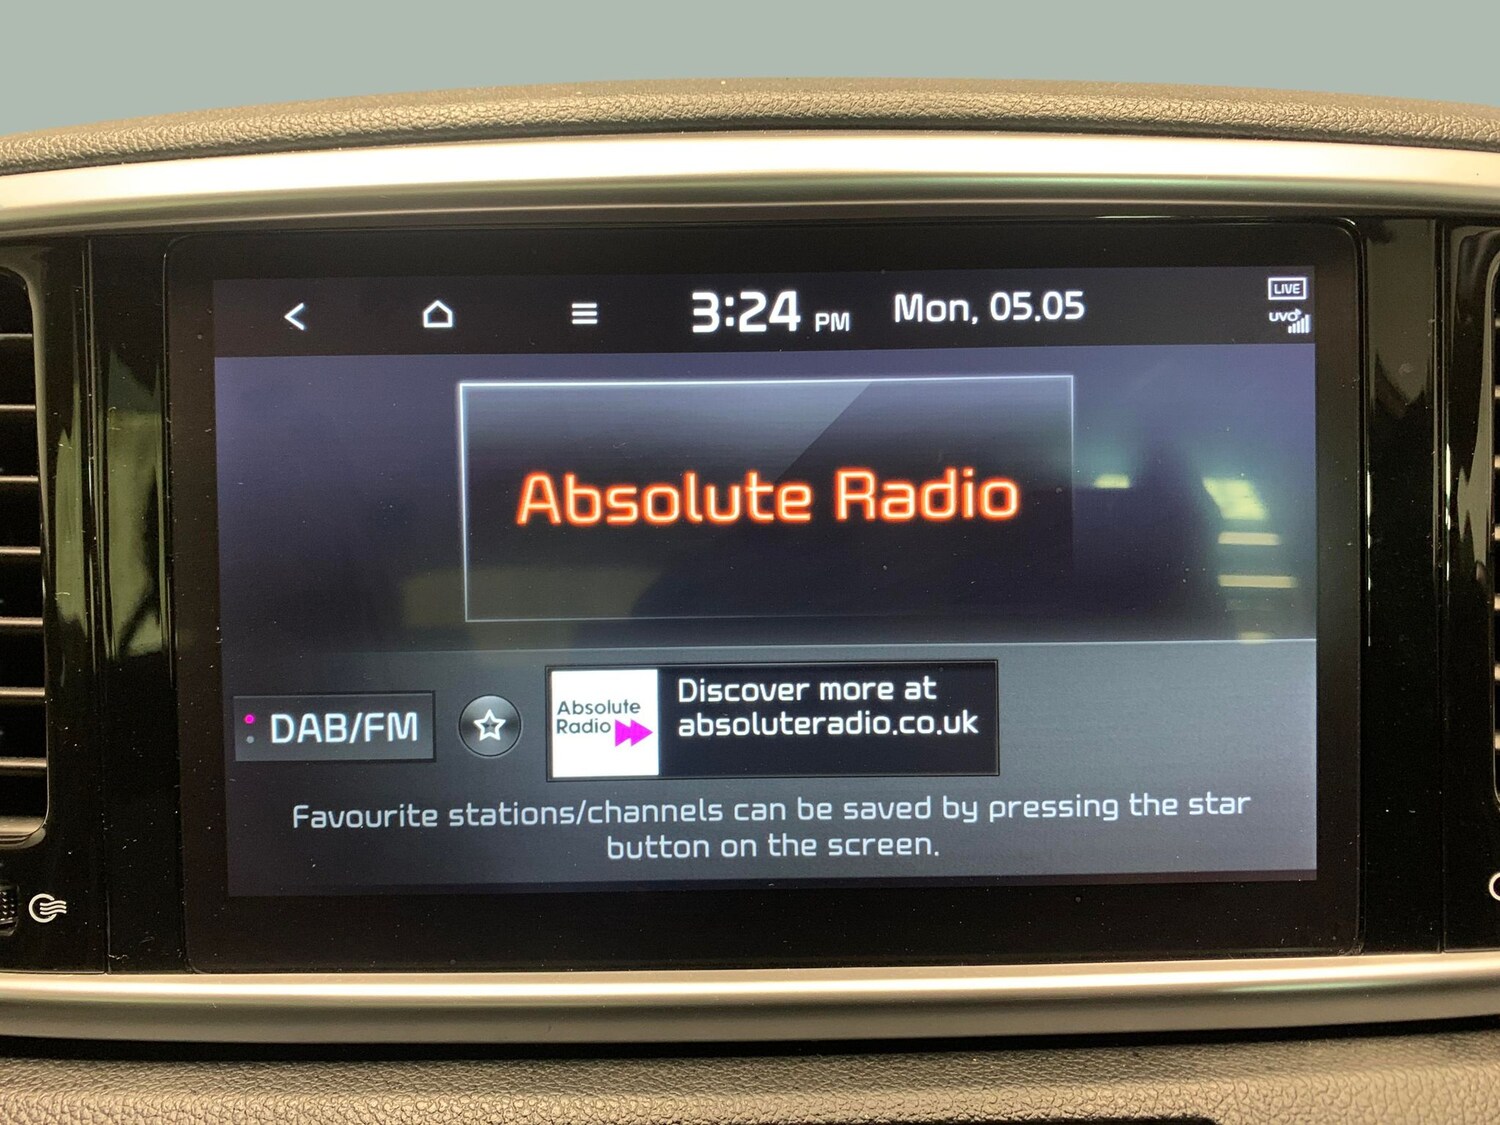 3:24 PM Mon, 05.05
LIVE
UVO
Absolute Radio
DAB/FM
Absolute
Radio
Discover more at
absoluteradio.co.uk
Favourite stations/channels can be saved by pressing the star
button on the screen.